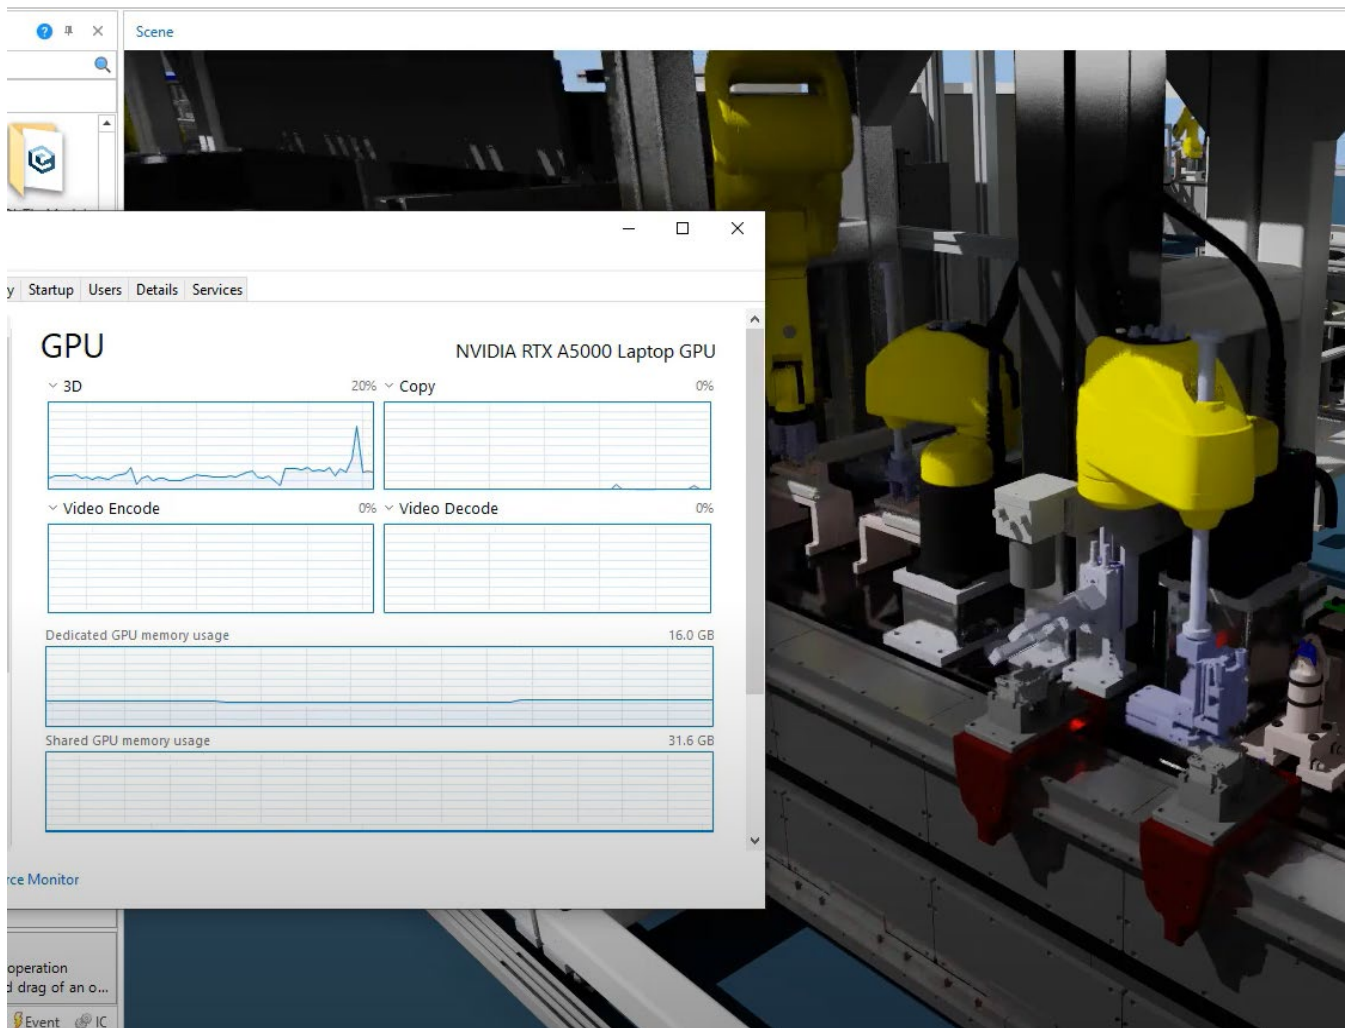 Scene
y Startup Users Details Services
GPU
NVIDIA RTX A5000 Laptop GPU
3D 20% Copy 0%
Video Encode 0% Video Decode 0%
Dedicated GPU memory usage 16.0 GB
Shared GPU memory usage 31.6 GB
rce Monitor
operation
d drag of an o...
Event IC